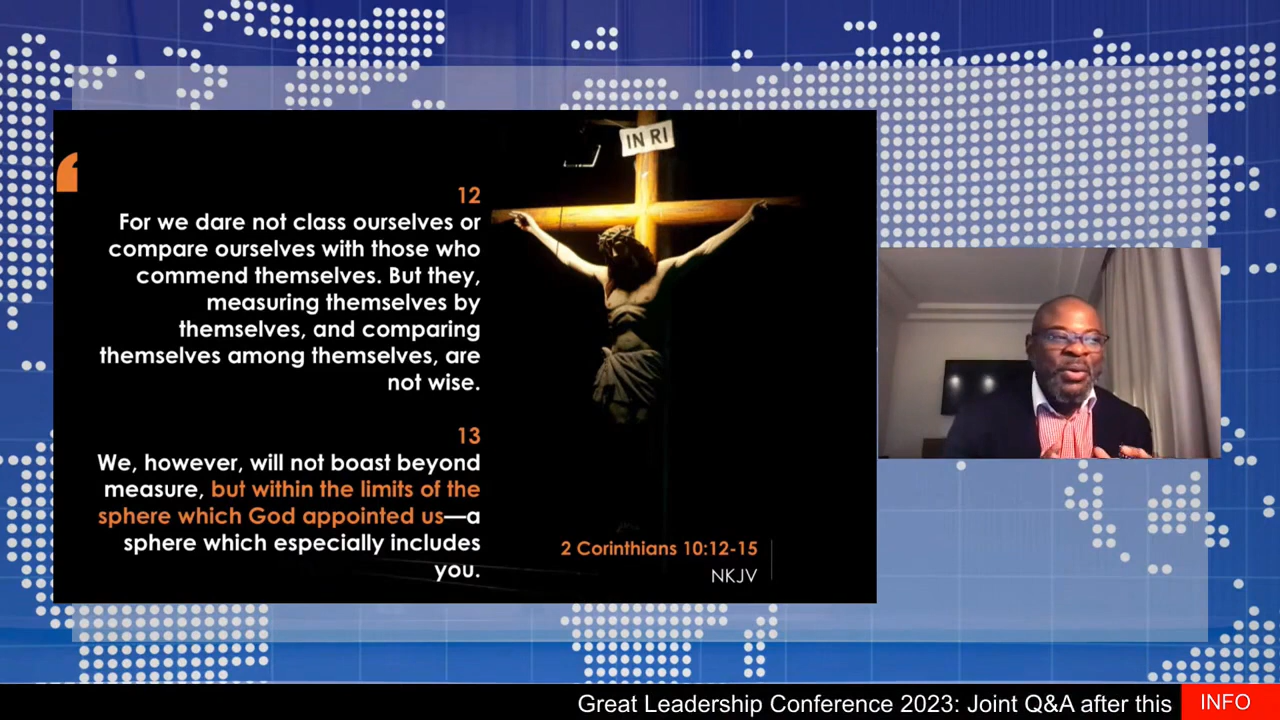 IN RI
12
For we dare not class ourselves or
compare ourselves with those who
commend themselves. But they,
measuring themselves by
themselves, and comparing
themselves among themselves, are
not wise.
13
We, however, will not boast beyond
measure, but within the limits of the
sphere which God appointed us—a
sphere which especially includes
you.
2 Corinthians 10:12-15
NKJV
Great Leadership Conference 2023: Joint Q&A after this
INFO